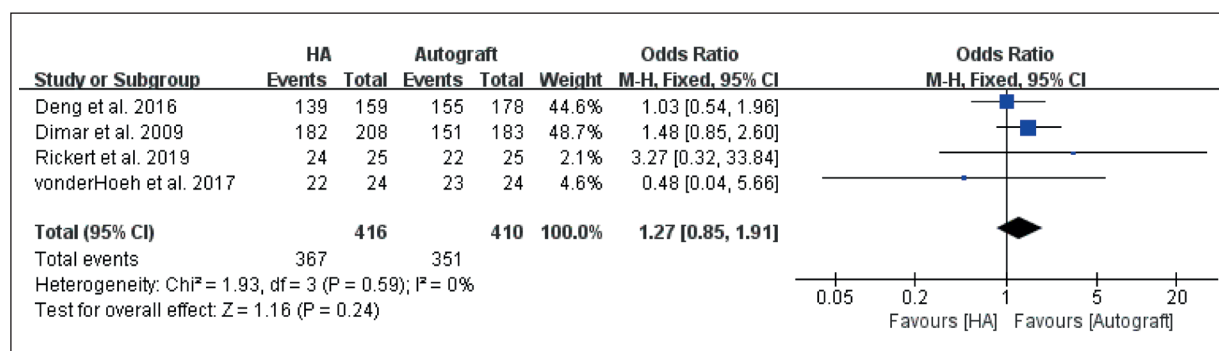 HA Autograft Odds Ratio Odds Ratio
Study or Subgroup Events Total Events Total Weight M-H, Fixed, 95% CI M-H, Fixed, 95% CI
Deng et al. 2016 139 159 155 178 44.6% 1.03 [0.54, 1.96]
Dimar et al. 2009 182 208 151 183 48.7% 1.48 [0.85, 2.60]
Rickert et al. 2019 24 25 22 25 2.1% 3.27 [0.32, 33.84]
vonderHoeh et al. 2017 22 24 23 24 4.6% 0.48 [0.04, 5.66]
Total (95% CI) 416 410 100.0% 1.27 [0.85, 1.91]
Total events 367 351
Heterogeneity: Chi² = 1.93, df = 3 (P = 0.59); I² = 0%
Test for overall effect: Z = 1.16 (P = 0.24)
0.05 0.2 1 5 20
Favours [HA] Favours [Autograft]